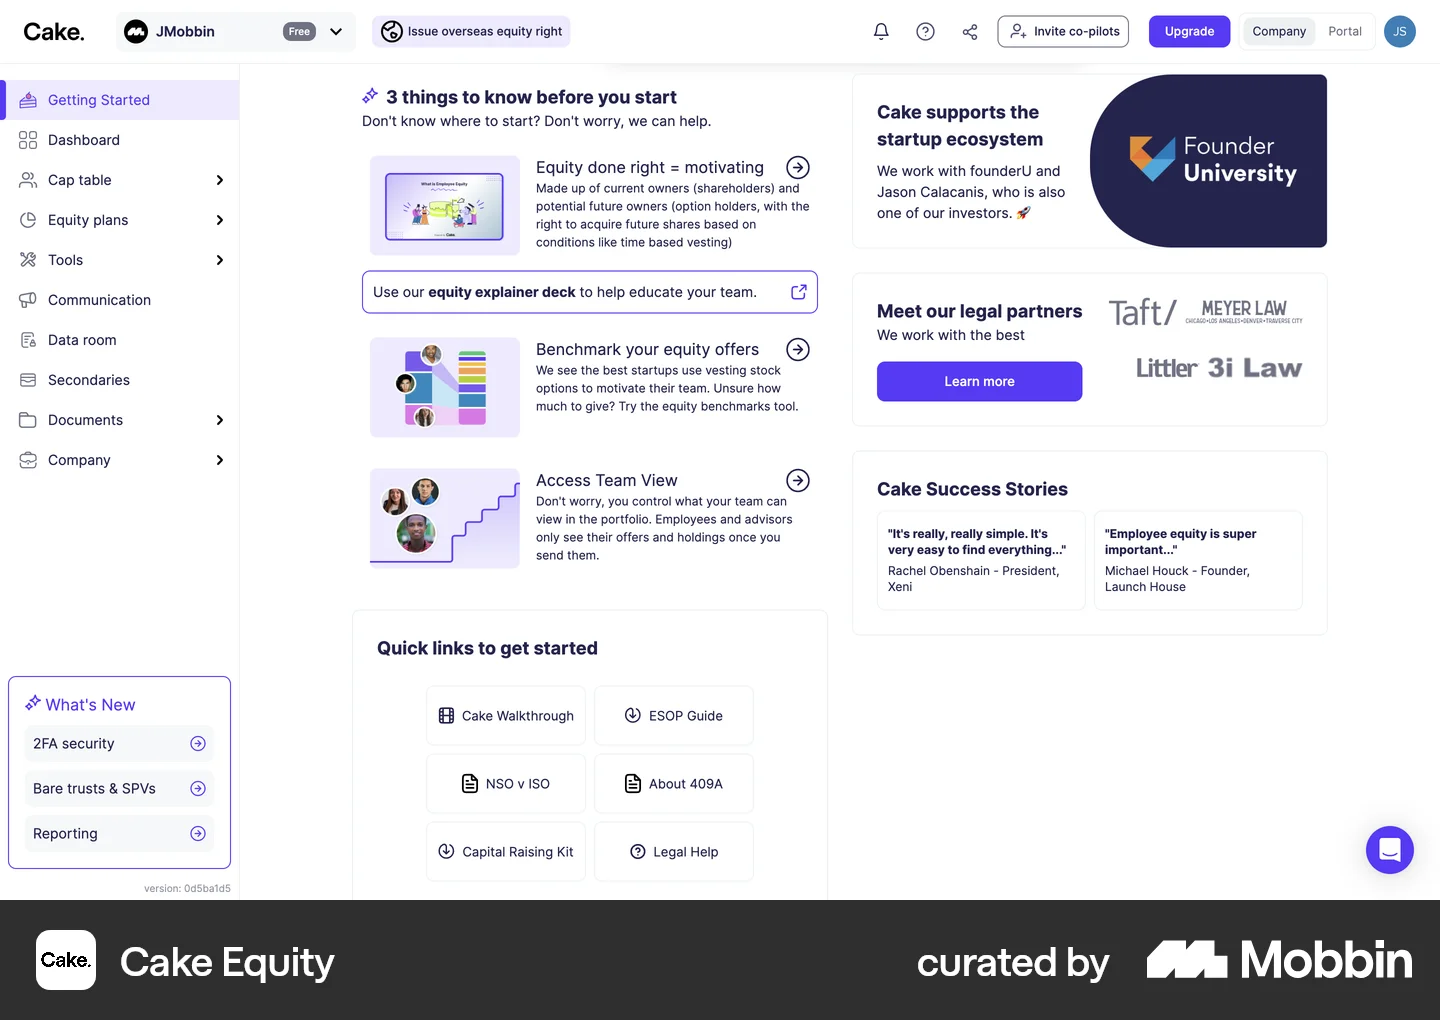 Cake.
JMobbin
Free
Issue overseas equity right
Invite co-pilots
Upgrade
Company
Portal
JS
Getting Started
Dashboard
Cap table
Equity plans
Tools
Communication
Data room
Secondaries
Documents
Company
What's New
2FA security
Bare trusts & SPVs
Reporting
version: 0d5ba1d5
3 things to know before you start
Don't know where to start? Don't worry, we can help.
What is Employee Equity
Cake.
Equity done right = motivating
Made up of current owners (shareholders) and
potential future owners (option holders, with the
right to acquire future shares based on
conditions like time based vesting)
Use our equity explainer deck to help educate your team.
Benchmark your equity offers
We see the best startups use vesting stock
options to motivate their team. Unsure how
much to give? Try the equity benchmarks tool.
Access Team View
Don't worry, you control what your team can
view in the portfolio. Employees and advisors
only see their offers and holdings once you
send them.
Quick links to get started
Cake Walkthrough
ESOP Guide
NSO v ISO
About 409A
Capital Raising Kit
Legal Help
Cake supports the
startup ecosystem
We work with founderU and
Jason Calacanis, who is also
one of our investors. 🚀
Founder
University
Meet our legal partners
We work with the best
Learn more
Taft/
MEYER LAW
CHICAGO•LOS ANGELES•DENVER•TRAVERSE CITY
Littler
3i Law
Cake Success Stories
"It's really, really simple. It's
very easy to find everything..."
Rachel Obenshain - President,
Xeni
"Employee equity is super
important..."
Michael Houck - Founder,
Launch House
Cake.
Cake Equity
curated by
Mobbin